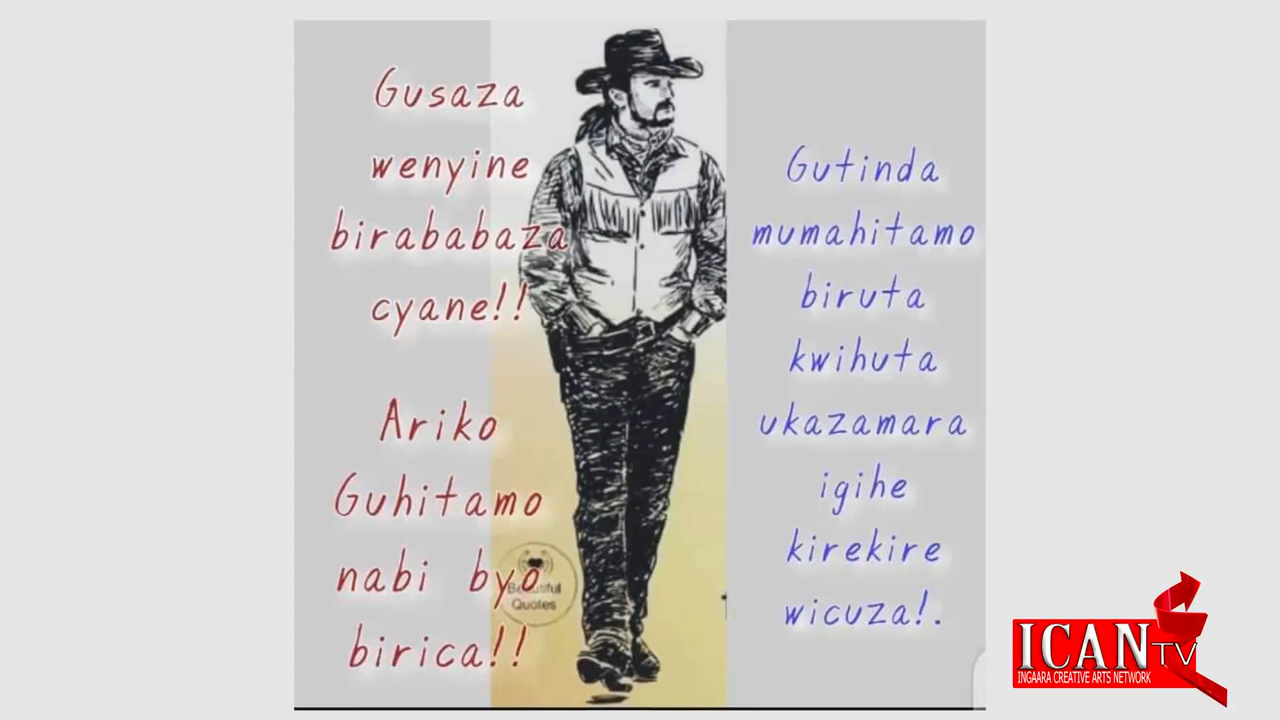 Gusaza
wenyine
birababaza
cyane!!
Ariko
Guhitamo
nabi byo
birica!!
Beautiful
Quotes
Gutinda
mumahitamo
biruta
kwihuta
ukazamara
igihe
kirekire
wicuza!.
ICAN TV
INGAARA CREATIVE ARTS NETWORK